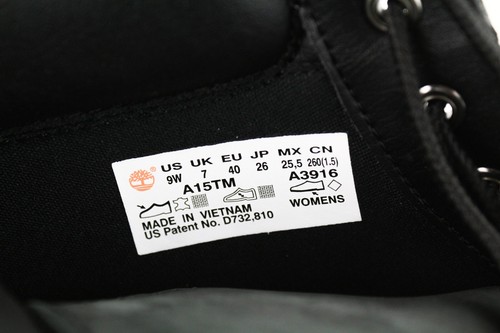 US UK EU JP MX CN
9W 7 40 26 25,5 260(1.5)
A15TM A3916
WOMENS
MADE IN VIETNAM
US Patent No. D732,810